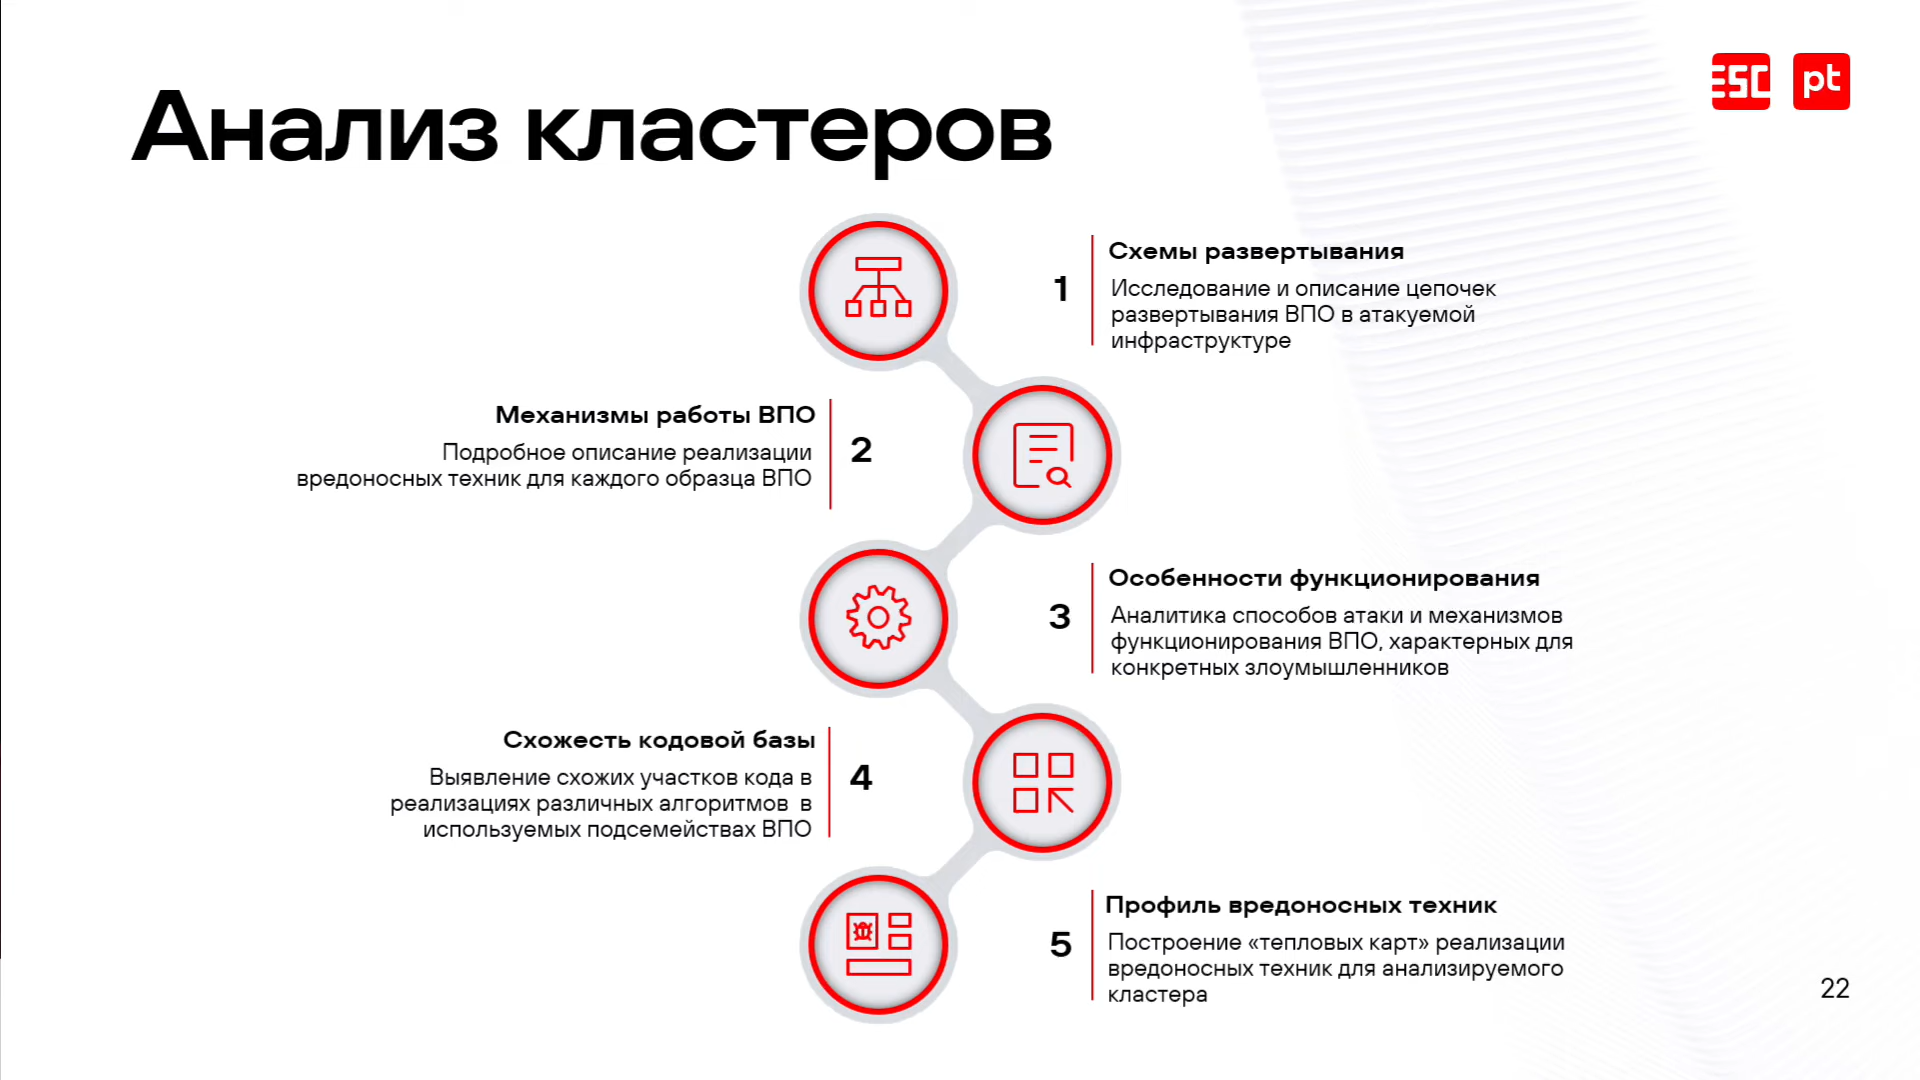 Анализ кластеров
ESC
pt
1
Схемы развертывания
Исследование и описание цепочек
развертывания ВПО в атакуемой
инфраструктуре
Механизмы работы ВПО
Подробное описание реализации
вредоносных техник для каждого образца ВПО
2
3
Особенности функционирования
Аналитика способов атаки и механизмов
функционирования ВПО, характерных для
конкретных злоумышленников
Схожесть кодовой базы
Выявление схожих участков кода в
реализациях различных алгоритмов  в
используемых подсемействах ВПО
4
5
Профиль вредоносных техник
Построение «тепловых карт» реализации
вредоносных техник для анализируемого
кластера
22